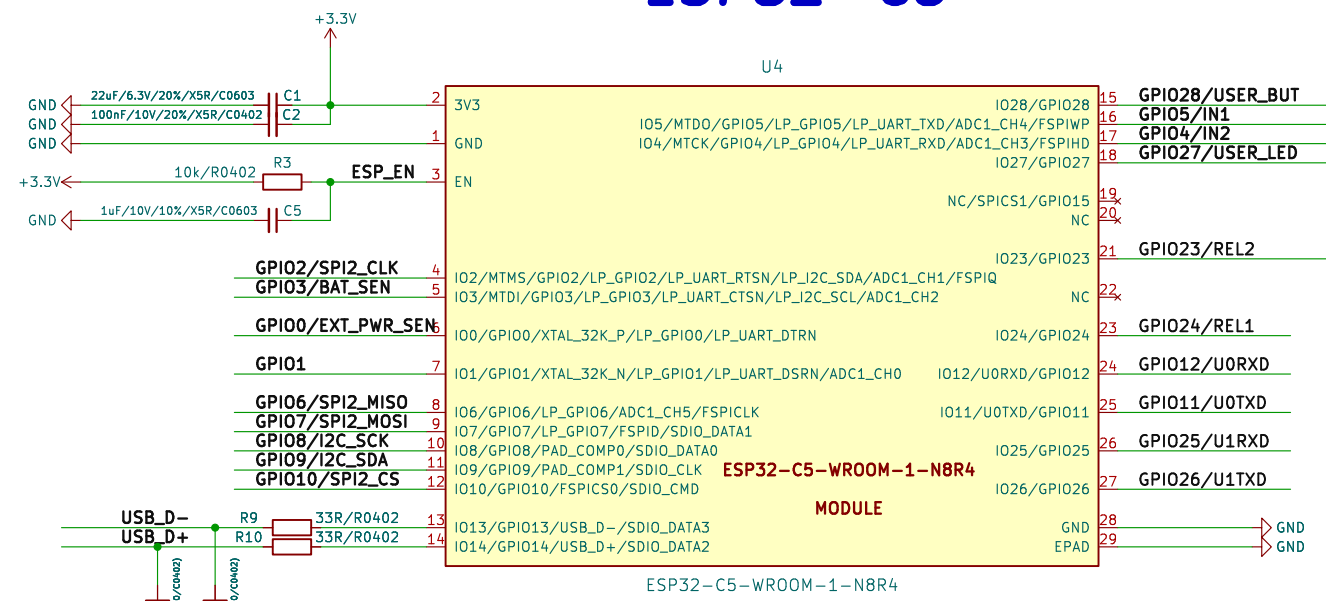 +3.3V
U4
22uF/6.3V/20%/X5R/C0603 C1
GND 2 3V3
100nF/10V/20%/X5R/C0402 C2
GND
GND 1 GND
R3
10k/R0402
+3.3V ESP_EN 3 EN
1uF/10V/10%/X5R/C0603 C5
GND
GPIO2/SPI2_CLK 4 IO2/MTMS/GPIO2/LP_GPIO2/LP_UART_RTSN/LP_I2C_SDA/ADC1_CH1/FSPIQ
GPIO3/BAT_SEN 5 IO3/MTDI/GPIO3/LP_GPIO3/LP_UART_CTSN/LP_I2C_SCL/ADC1_CH2
GPIO0/EXT_PWR_SEN 6 IO0/GPIO0/XTAL_32K_P/LP_GPIO0/LP_UART_DTRN
GPIO1 7 IO1/GPIO1/XTAL_32K_N/LP_GPIO1/LP_UART_DSRN/ADC1_CH0
GPIO6/SPI2_MISO 8 IO6/GPIO6/LP_GPIO6/ADC1_CH5/FSPICLK
GPIO7/SPI2_MOSI 9 IO7/GPIO7/LP_GPIO7/FSPID/SDIO_DATA1
GPIO8/I2C_SCK 10 IO8/GPIO8/PAD_COMP0/SDIO_DATA0
GPIO9/I2C_SDA 11 IO9/GPIO9/PAD_COMP1/SDIO_CLK
GPIO10/SPI2_CS 12 IO10/GPIO10/FSPICS0/SDIO_CMD
USB_D- R9 33R/R0402 13 IO13/GPIO13/USB_D-/SDIO_DATA3
USB_D+ R10 33R/R0402 14 IO14/GPIO14/USB_D+/SDIO_DATA2
0/C0402)
0/C0402)
IO28/GPIO28 15 GPIO28/USER_BUT
IO5/MTDO/GPIO5/LP_GPIO5/LP_UART_TXD/ADC1_CH4/FSPIWP 16 GPIO5/IN1
IO4/MTCK/GPIO4/LP_GPIO4/LP_UART_RXD/ADC1_CH3/FSPIHD 17 GPIO4/IN2
IO27/GPIO27 18 GPIO27/USER_LED
NC/SPICS1/GPIO15 19
NC 20
IO23/GPIO23 21 GPIO23/REL2
NC 22
IO24/GPIO24 23 GPIO24/REL1
IO12/U0RXD/GPIO12 24 GPIO12/U0RXD
IO11/U0TXD/GPIO11 25 GPIO11/U0TXD
IO25/GPIO25 26 GPIO25/U1RXD
IO26/GPIO26 27 GPIO26/U1TXD
GND 28 GND
EPAD 29 GND
ESP32-C5-WROOM-1-N8R4
MODULE
ESP32-C5-WROOM-1-N8R4